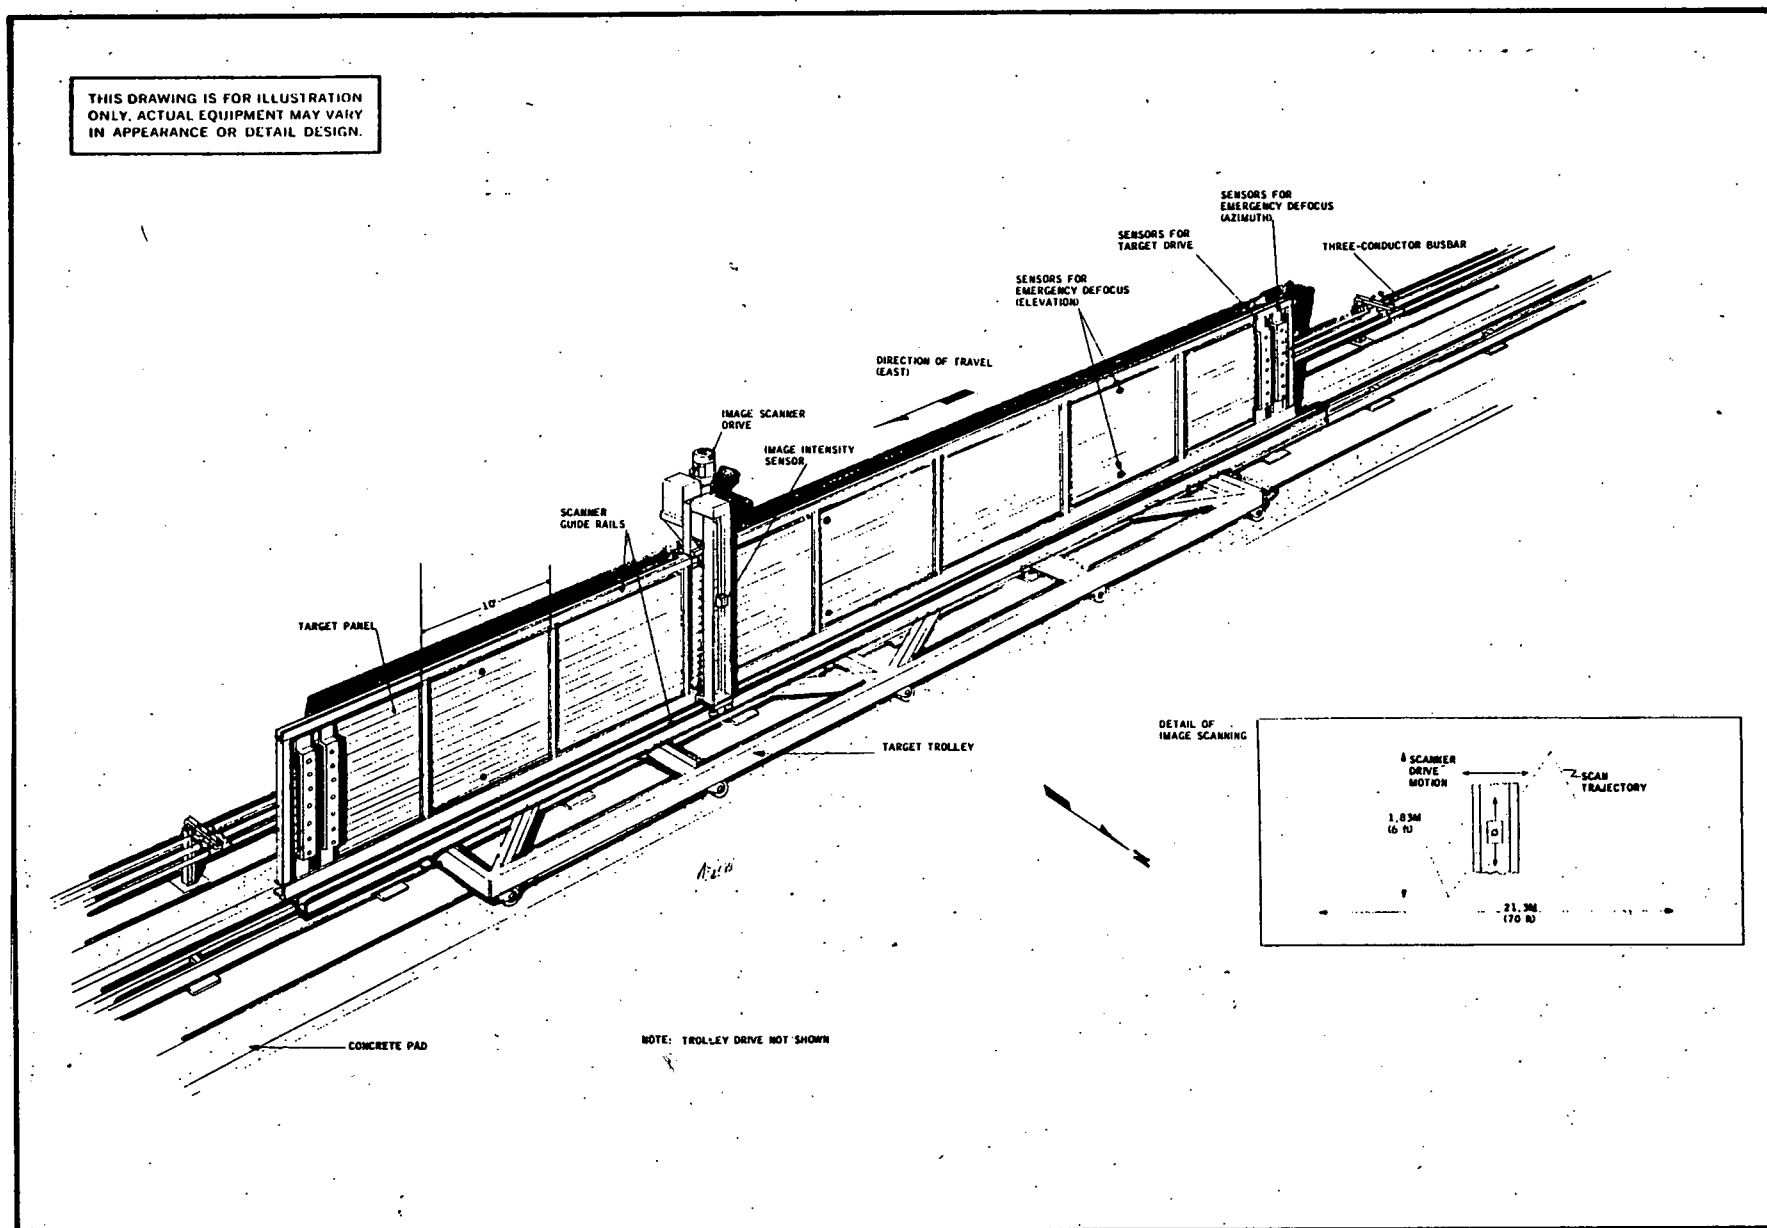 THIS DRAWING IS FOR ILLUSTRATION
ONLY. ACTUAL EQUIPMENT MAY VARY
IN APPEARANCE OR DETAIL DESIGN.
SENSORS FOR
EMERGENCY DEFOCUS
(AZIMUTH)
SENSORS FOR
TARGET DRIVE
THREE-CONDUCTOR BUSBAR
SENSORS FOR
EMERGENCY DEFOCUS
(ELEVATION)
DIRECTION OF TRAVEL
(EAST)
IMAGE SCANNER
DRIVE
IMAGE INTENSITY
SENSOR
SCANNER
GUIDE RAILS
10'
TARGET PANEL
TARGET TROLLEY
N
DETAIL OF
IMAGE SCANNING
SCANNER
DRIVE
MOTION
SCAN
TRAJECTORY
1.83M
(6 ft)
21.3M
(70 ft)
CONCRETE PAD
NOTE: TROLLEY DRIVE NOT SHOWN